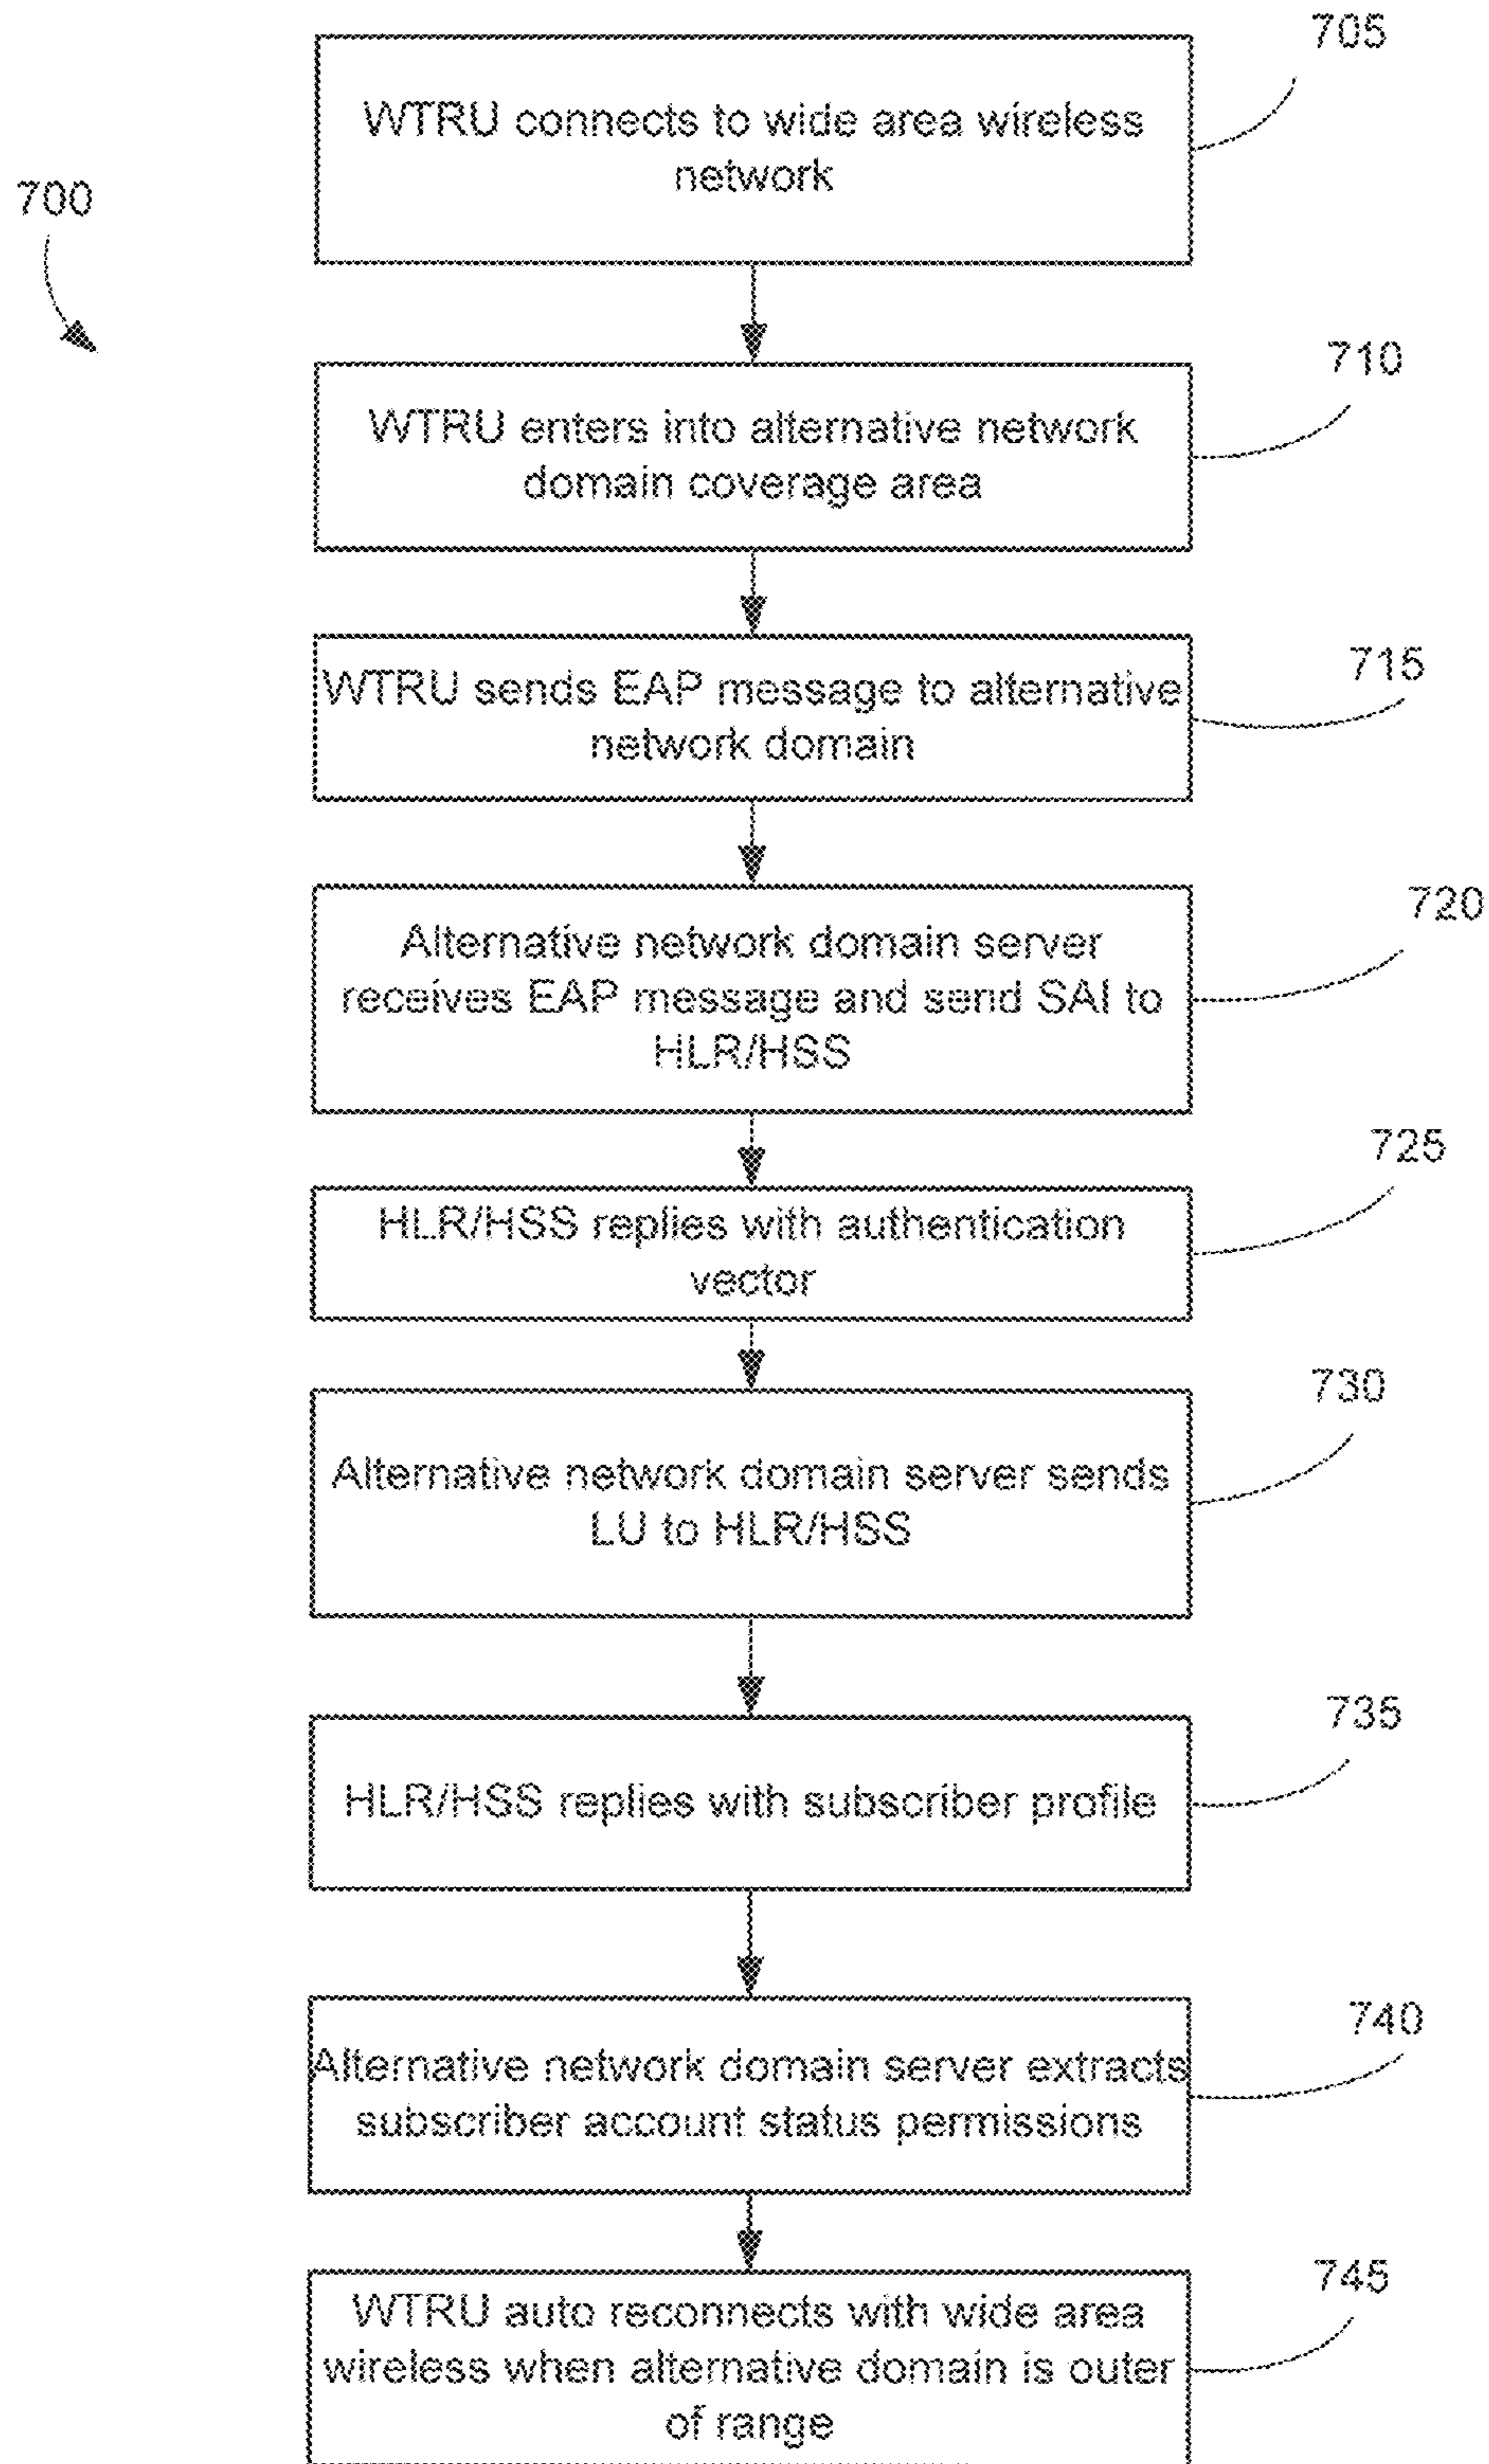 705
WTRU connects to wide area wireless
network
700
710
WTRU enters into alternative network
domain coverage area
715
WTRU sends EAP message to alternative
network domain
720
Alternative network domain server
receives EAP message and send SAI to
HLR/HSS
725
HLR/HSS replies with authentication
vector
730
Alternative network domain server sends
LU to HLR/HSS
735
HLR/HSS replies with subscriber profile
740
Alternative network domain server extracts
subscriber account status permissions
745
WTRU auto reconnects with wide area
wireless when alternative domain is outer
of range